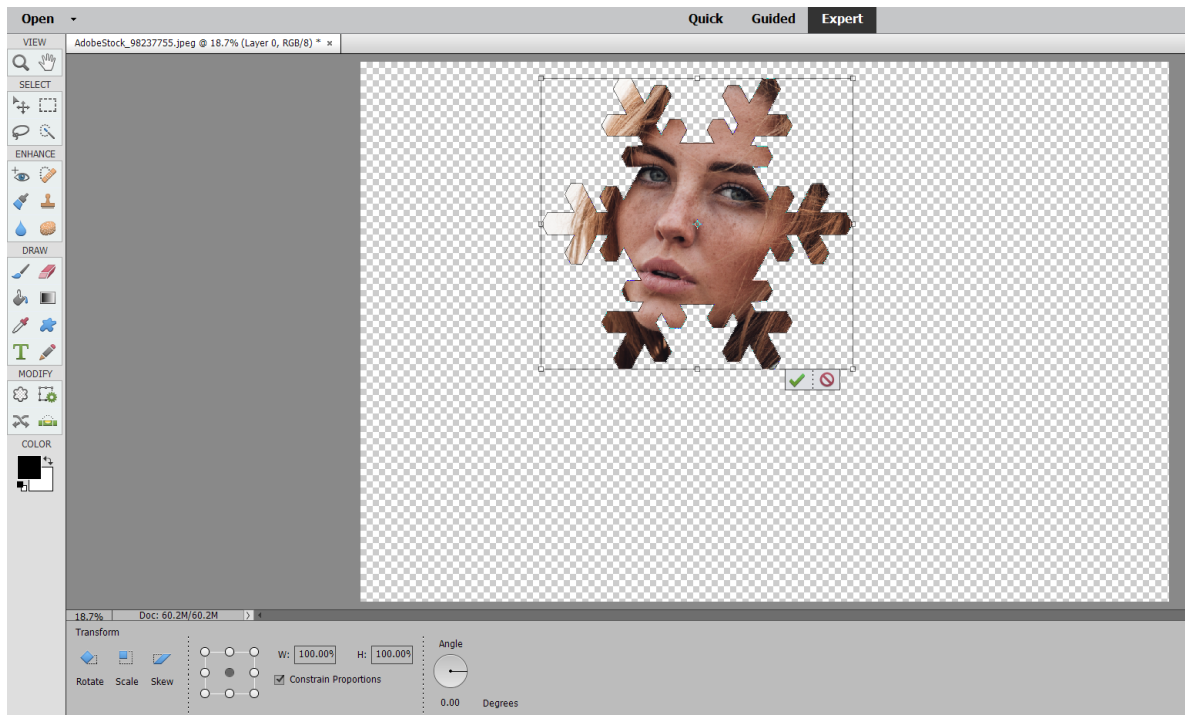 Open Quick Guided Expert
VIEW
AdobeStock_98237755.jpeg @ 18.7% (Layer 0, RGB/8) * ×
SELECT
ENHANCE
DRAW
T
MODIFY
COLOR
18.7% Doc: 60.2M/60.2M
Transform
Angle
W: 100.00% H: 100.00%
Rotate Scale Skew
Constrain Proportions
0.00 Degrees